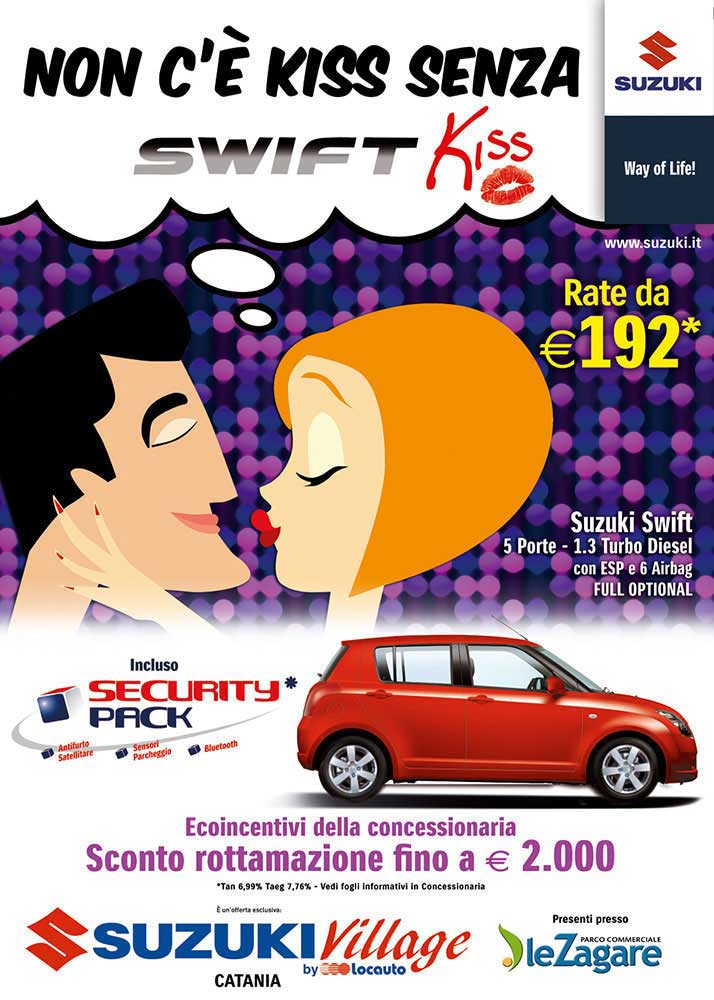 NON C'È KISS SENZA
SWIFT Kiss
SUZUKI
Way of Life!
www.suzuki.it
Rate da
€192*
Suzuki Swift
5 Porte - 1.3 Turbo Diesel
con ESP e 6 Airbag
FULL OPTIONAL
Incluso
SECURITY*
PACK
Antifurto
Satellitare
Sensori
Parcheggio
Bluetooth
Ecoincentivi della concessionaria
Sconto rottamazione fino a € 2.000
*Tan 6,99% Taeg 7,76% - Vedi fogli informativi in Concessionaria
È un'offerta esclusiva:
SUZUKI Village
by locauto
CATANIA
Presenti presso
PARCO COMMERCIALE
leZagare